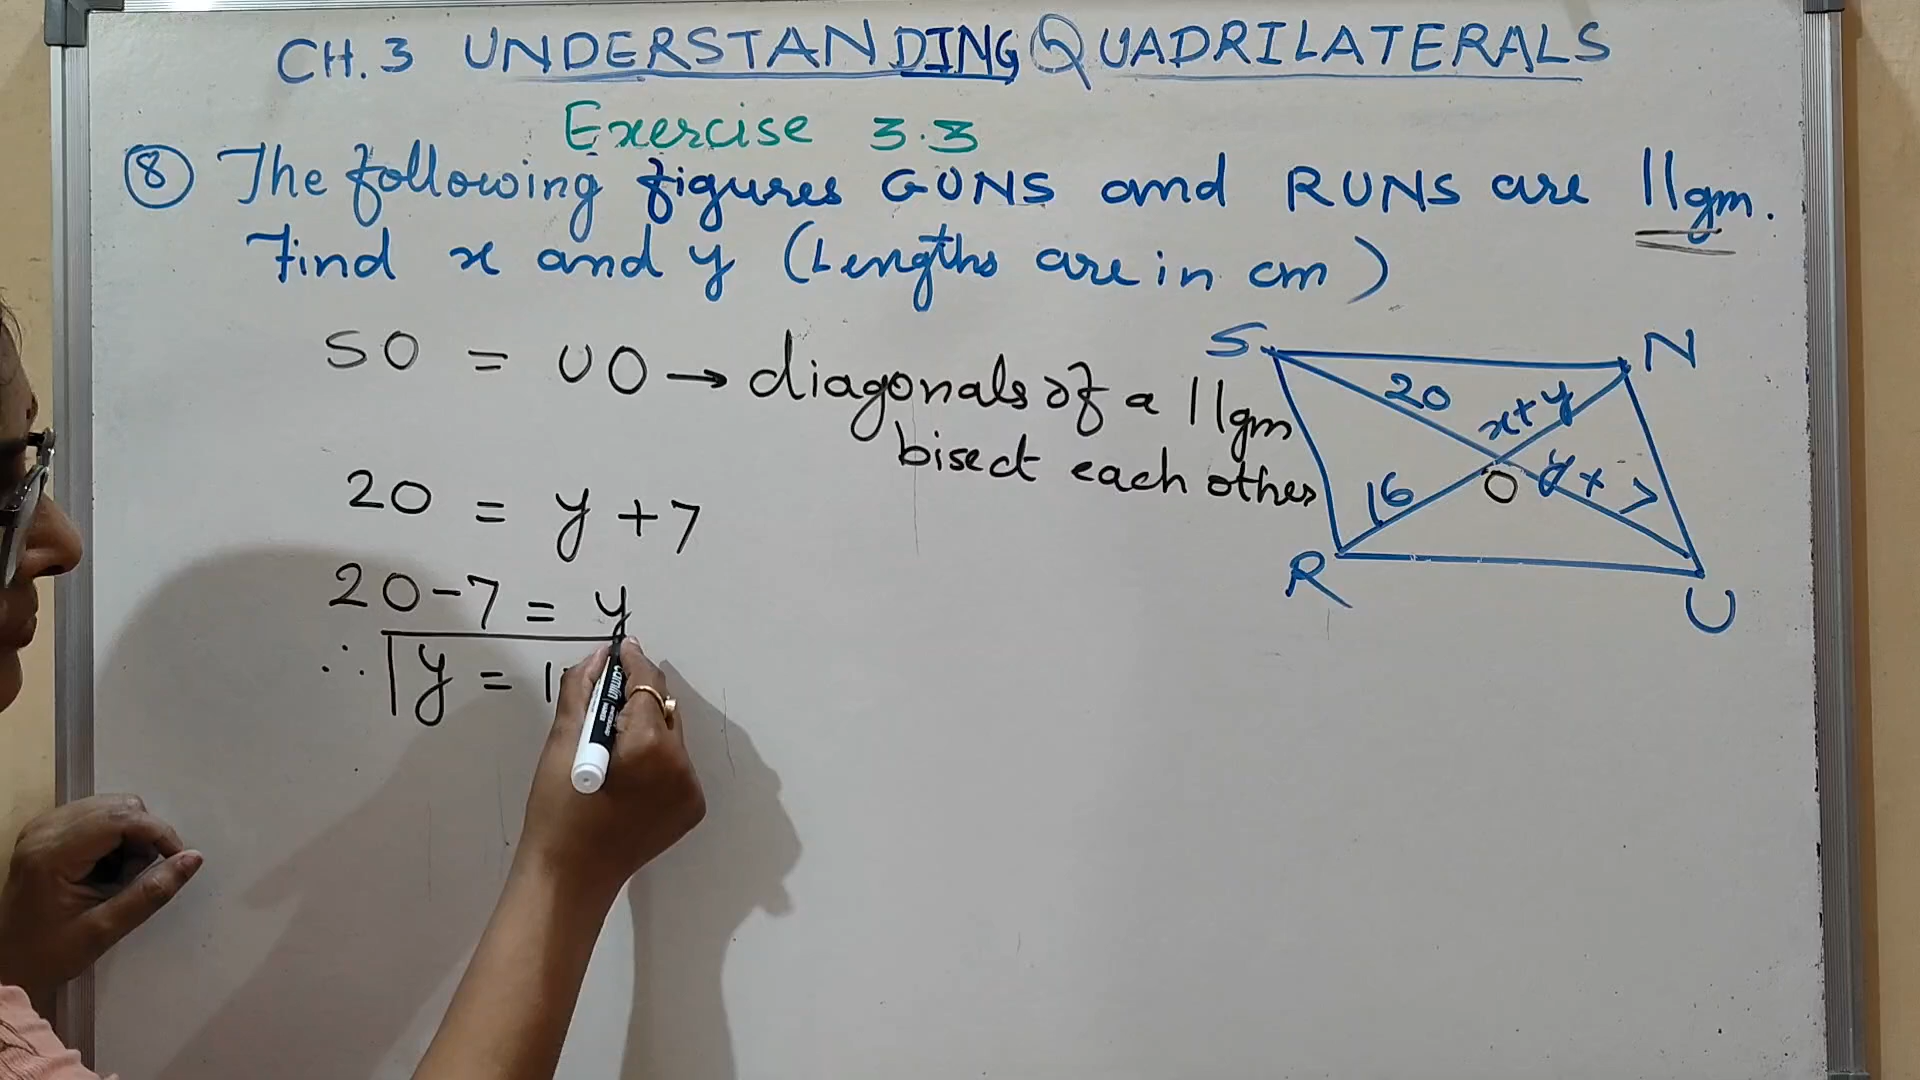 CH.3 UNDERSTANDING QUADRILATERALS
Exercise 3.3
8 The following figures GUNS and RUNS are ||gm.
Find x and y (Lengths are in cm)
SO = UO → diagonals of a ||gm
bisect each other
20 = y + 7
20 - 7 = y
∴ y =
S
N
20
x + y
16
O
y + 7
R
U
camlin